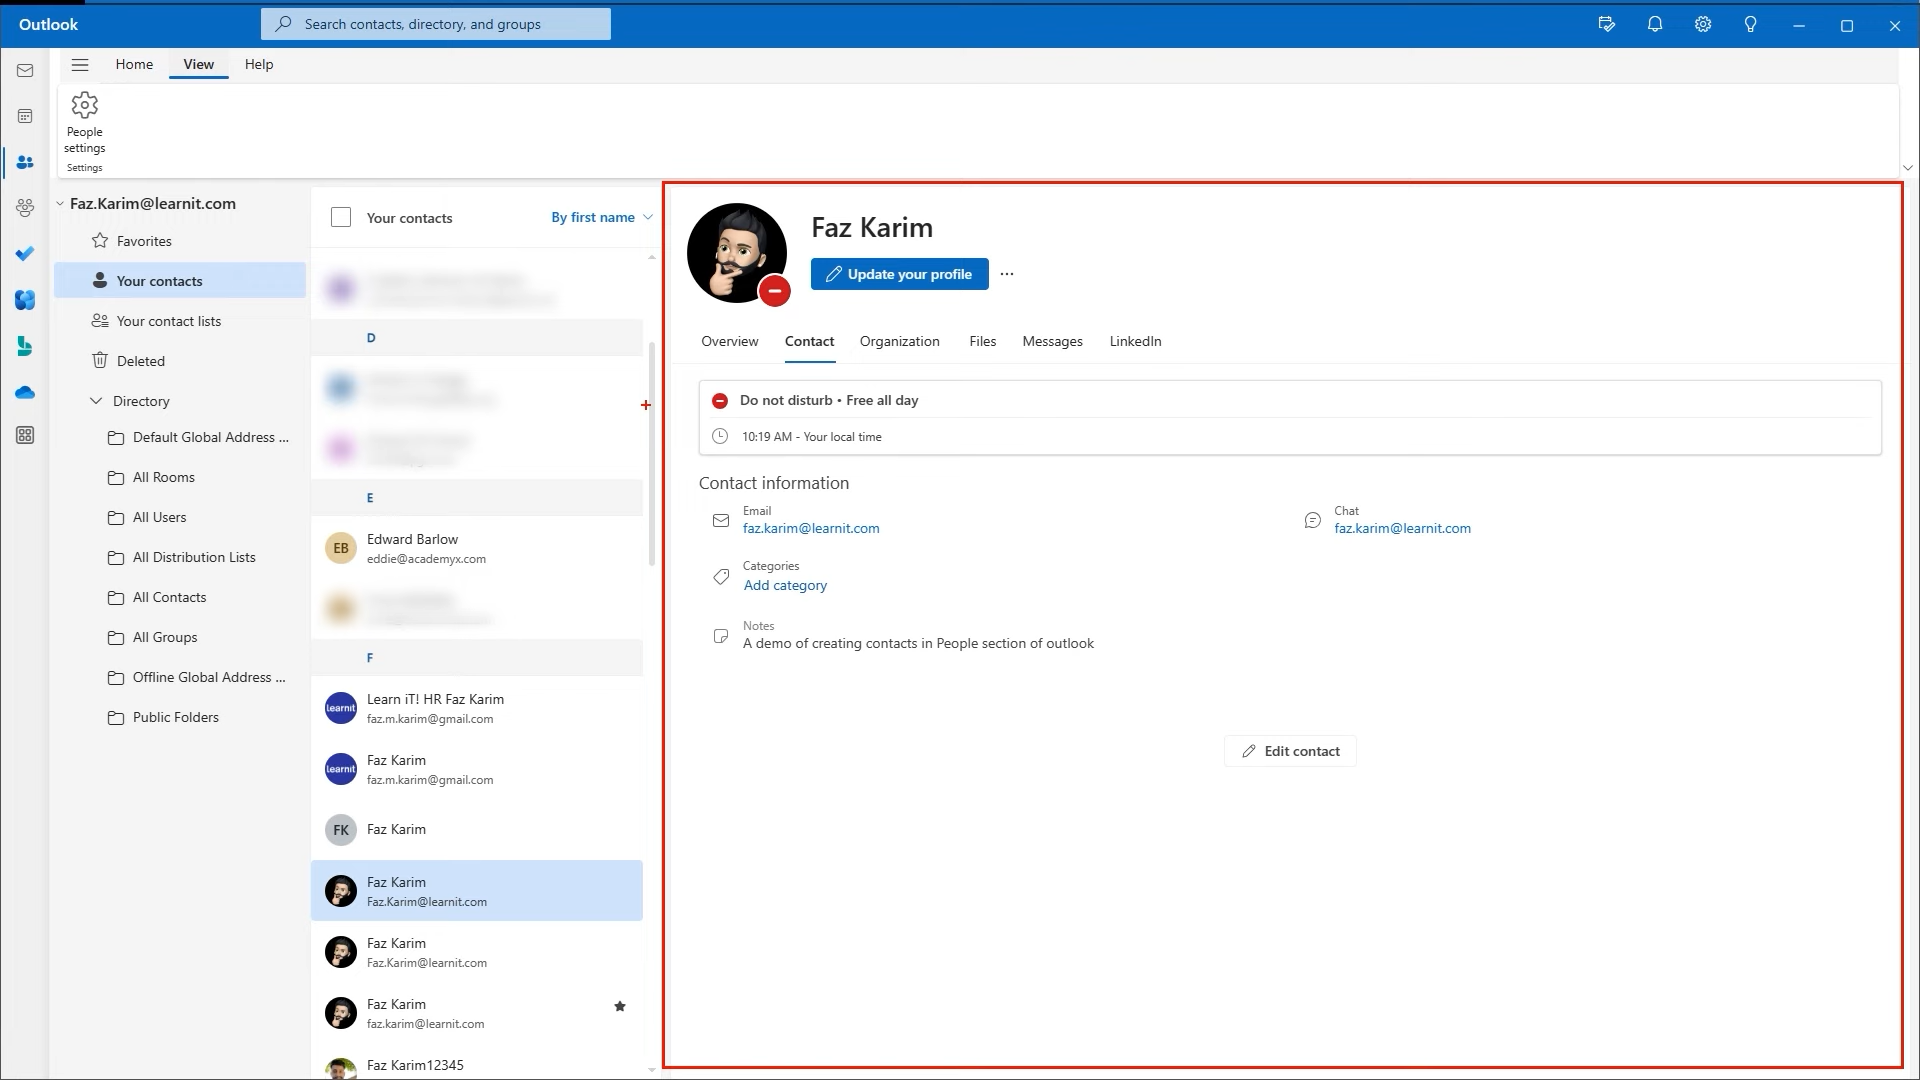 Outlook
Search contacts, directory, and groups
Home
View
Help
People
settings
Settings
Faz.Karim@learnit.com
Favorites
Your contacts
Your contact lists
Deleted
Directory
Default Global Address ...
All Rooms
All Users
All Distribution Lists
All Contacts
All Groups
Offline Global Address ...
Public Folders
Your contacts
By first name
D
E
EB
Edward Barlow
eddie@academyx.com
F
learnit
Learn iT! HR Faz Karim
faz.m.karim@gmail.com
learnit
Faz Karim
faz.m.karim@gmail.com
FK
Faz Karim
Faz Karim
Faz.Karim@learnit.com
Faz Karim
Faz.Karim@learnit.com
Faz Karim
faz.karim@learnit.com
Faz Karim12345
Faz Karim
Update your profile
...
Overview
Contact
Organization
Files
Messages
LinkedIn
Do not disturb • Free all day
10:19 AM - Your local time
Contact information
Email
faz.karim@learnit.com
Chat
faz.karim@learnit.com
Categories
Add category
Notes
A demo of creating contacts in People section of outlook
Edit contact